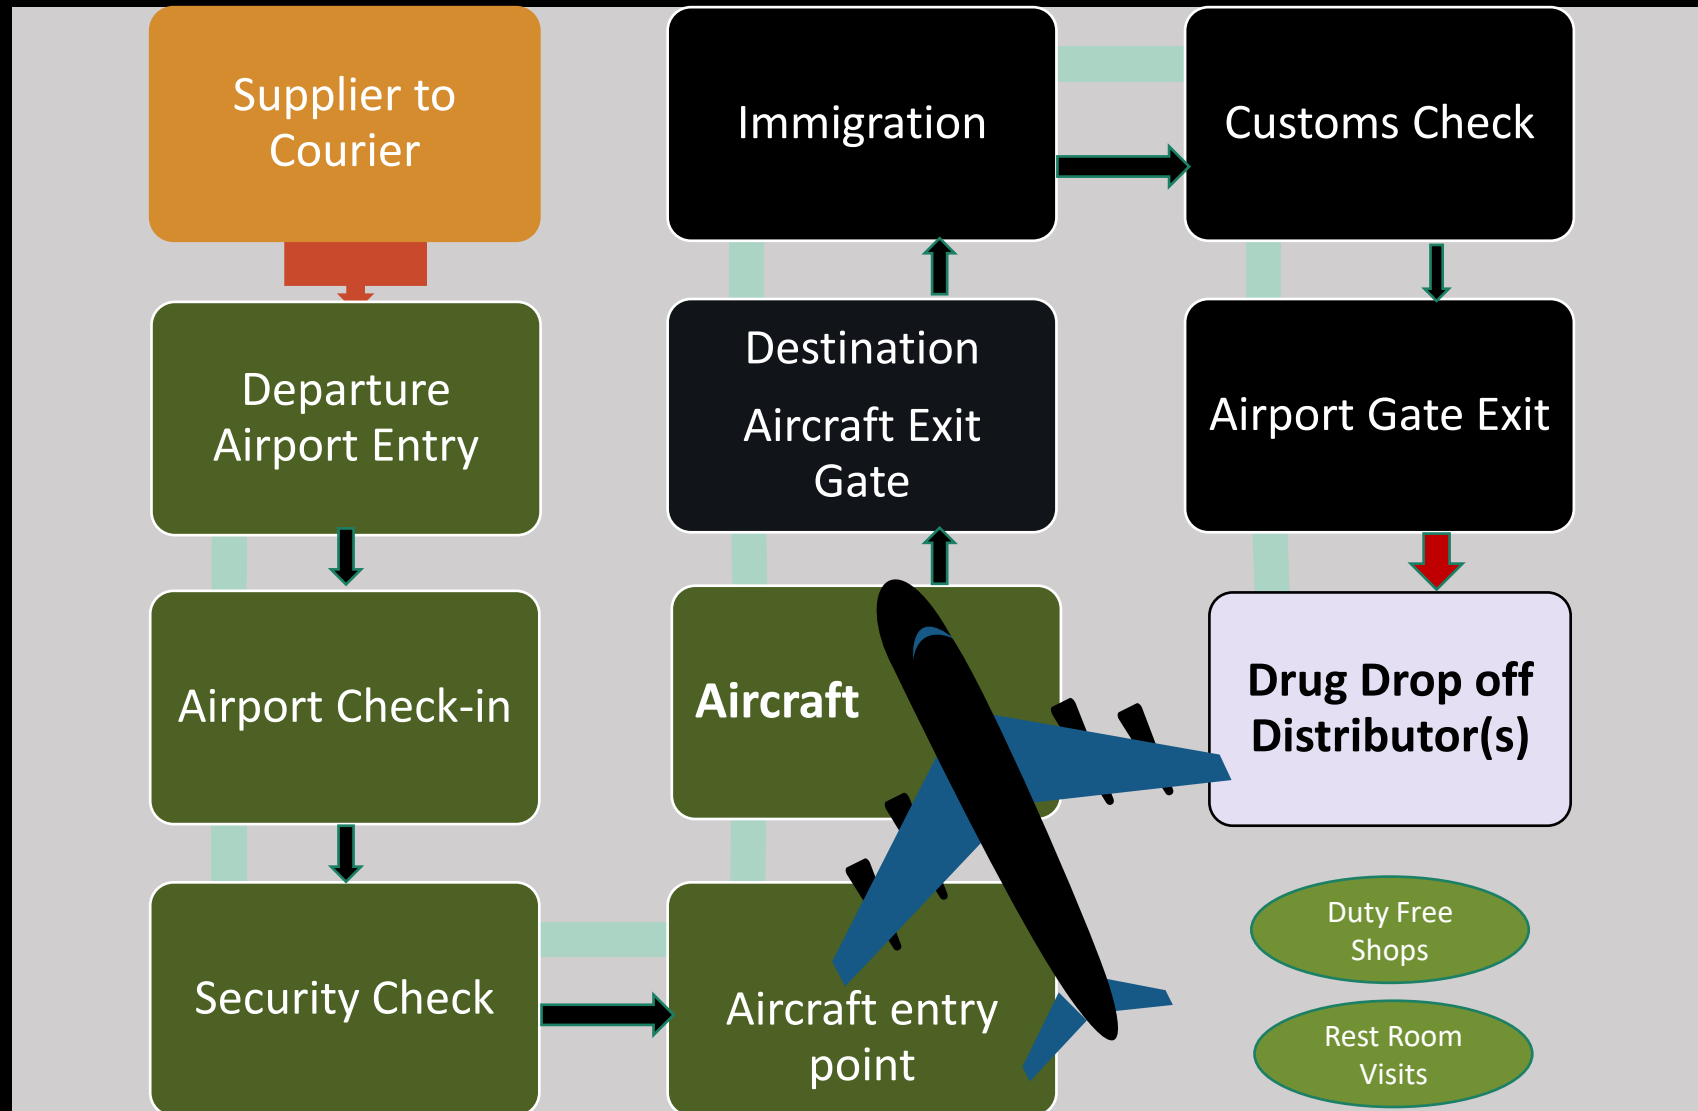 Supplier to
Courier
Departure
Airport Entry
Airport Check-in
Security Check
Aircraft entry
point
Aircraft
Destination
Aircraft Exit
Gate
Immigration
Customs Check
Airport Gate Exit
Drug Drop off
Distributor(s)
Duty Free
Shops
Rest Room
Visits